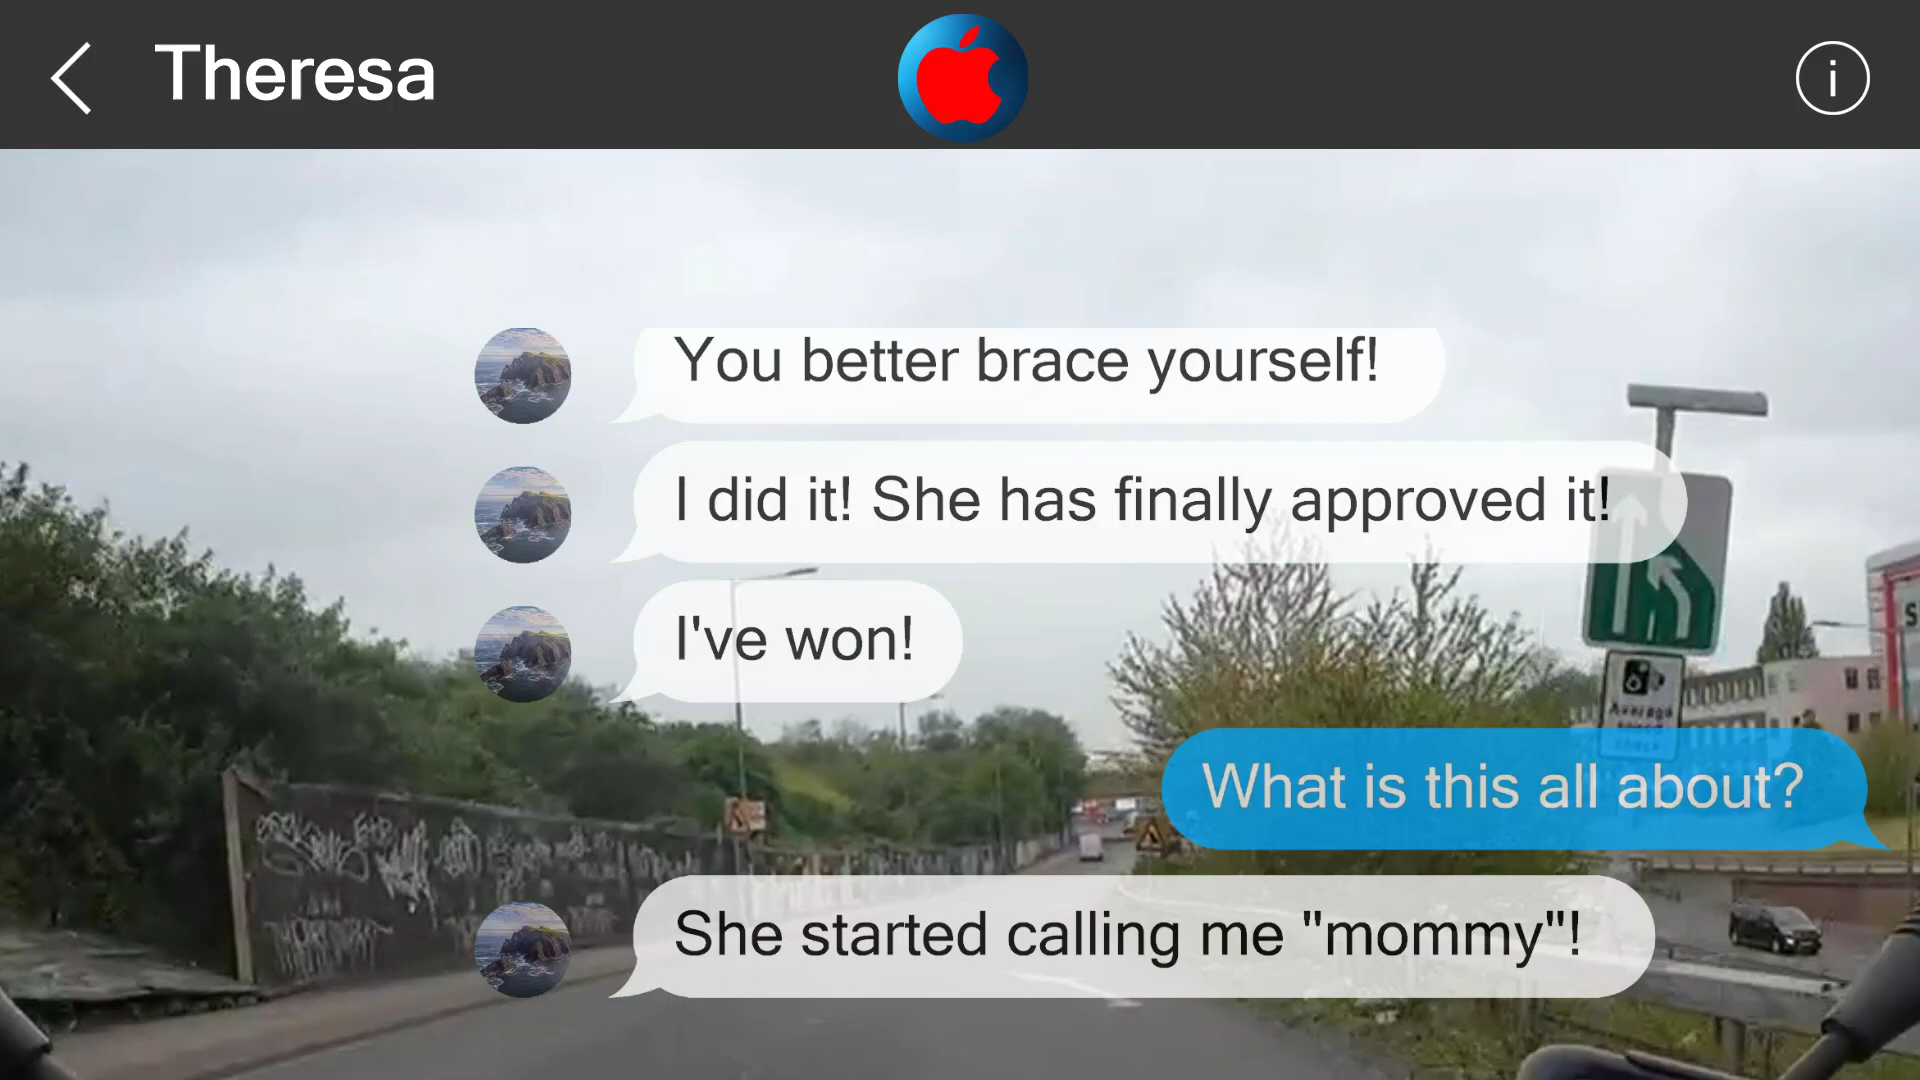 Theresa
i
You better brace yourself!
I did it! She has finally approved it!
I've won!
S
Average
What is this all about?
She started calling me "mommy"!